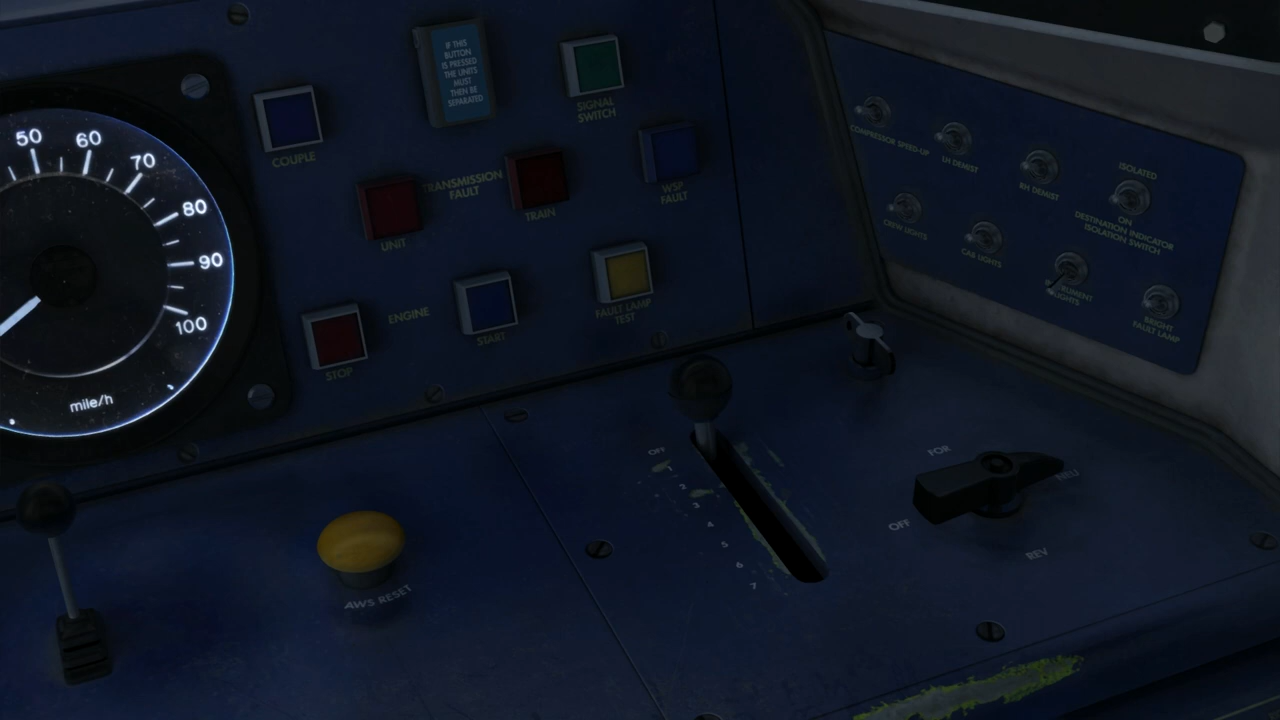 50
60
70
80
90
100
mile/h
COUPLE
IF THIS
BUTTON
IS PRESSED
THE UNITS
MUST
THEN BE
SEPARATED
SIGNAL
SWITCH
TRANSMISSION
FAULT
UNIT
TRAIN
WSP
FAULT
STOP
ENGINE
START
FAULT LAMP
TEST
COMPRESSOR SPEED-UP
LH DEMIST
RH DEMIST
ISOLATED
ON
DESTINATION INDICATOR
ISOLATION SWITCH
CREW LIGHTS
CAB LIGHTS
RUMENT
LIGHTS
BRIGHT
FAULT LAMP
AWS RESET
OFF
1
2
3
4
5
6
7
FOR
NEU
OFF
REV